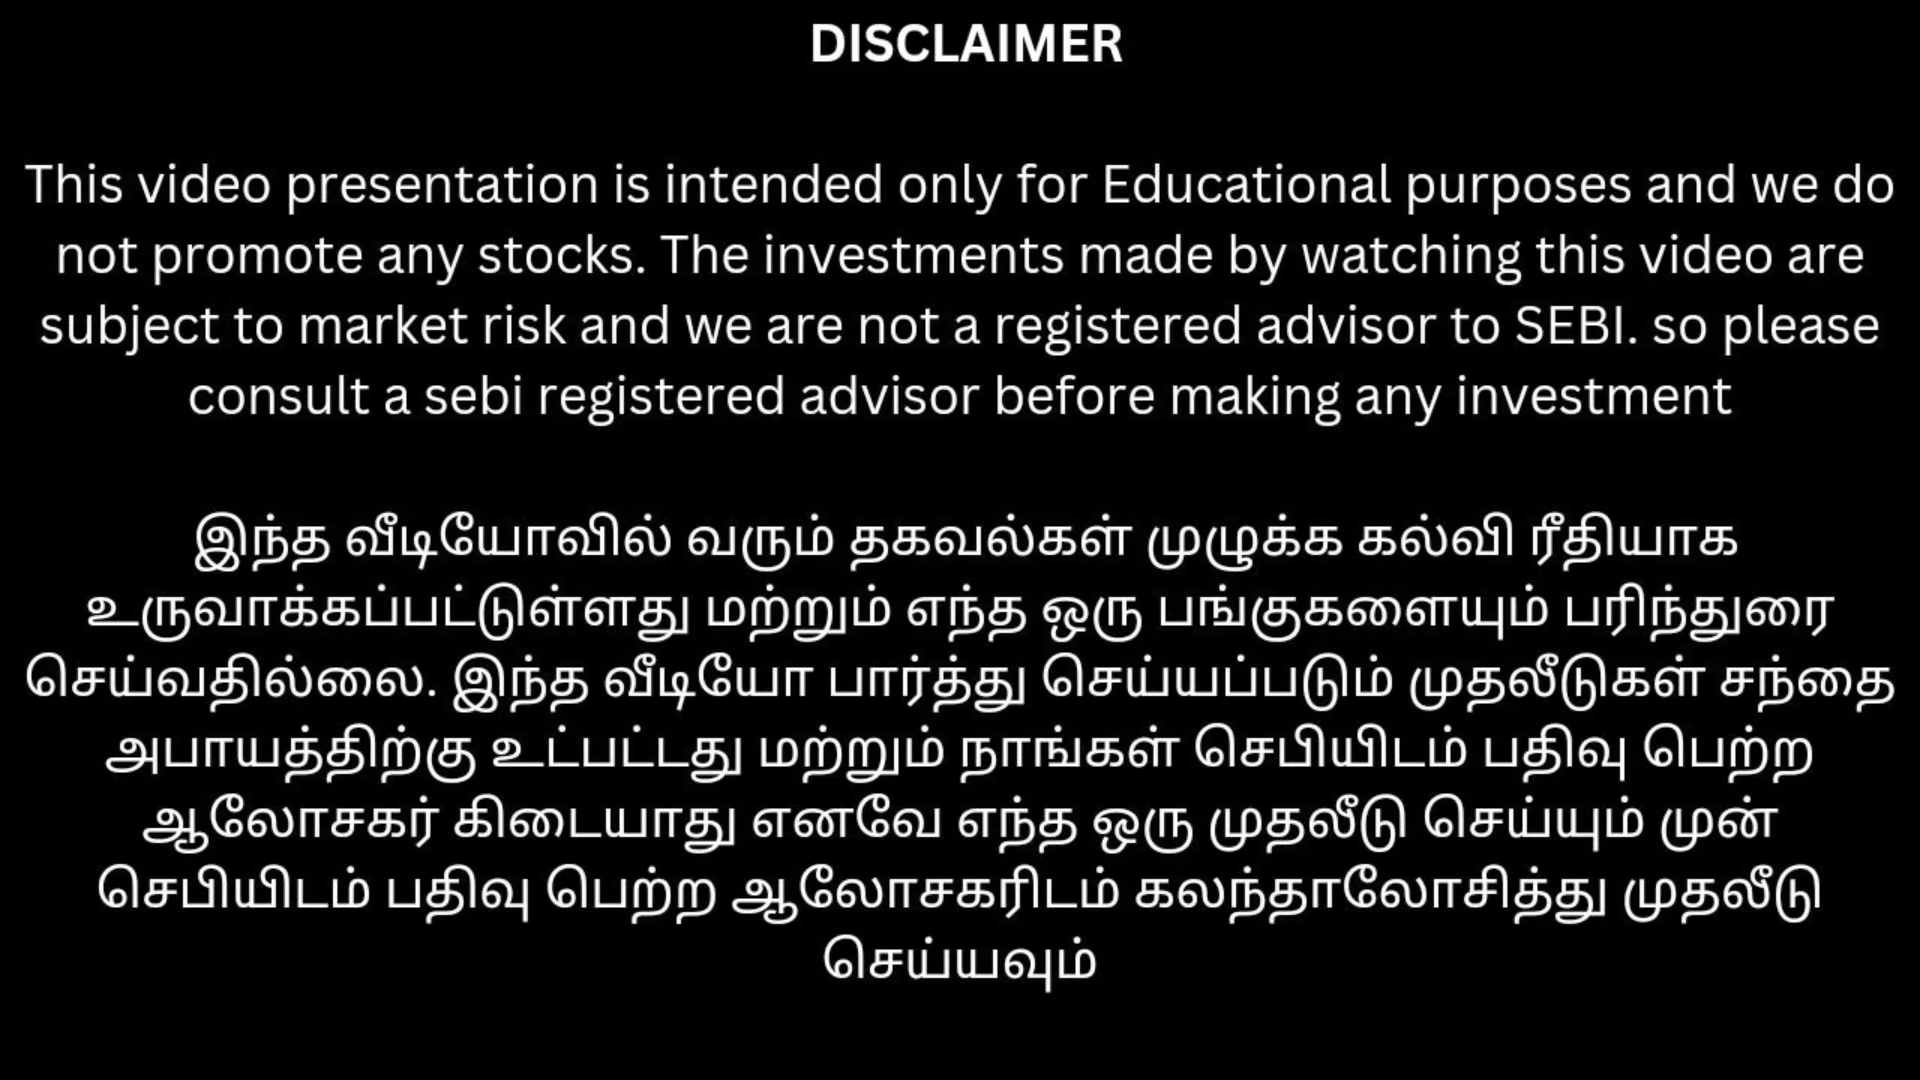 DISCLAIMER
This video presentation is intended only for Educational purposes and we do
not promote any stocks. The investments made by watching this video are
subject to market risk and we are not a registered advisor to SEBI. so please
consult a sebi registered advisor before making any investment
இந்த வீடியோவில் வரும் தகவல்கள் முழுக்க கல்வி ரீதியாக
உருவாக்கப்பட்டுள்ளது மற்றும் எந்த ஒரு பங்குகளையும் பரிந்துரை
செய்வதில்லை. இந்த வீடியோ பார்த்து செய்யப்படும் முதலீடுகள் சந்தை
அபாயத்திற்கு உட்பட்டது மற்றும் நாங்கள் செபியிடம் பதிவு பெற்ற
ஆலோசகர் கிடையாது எனவே எந்த ஒரு முதலீடு செய்யும் முன்
செபியிடம் பதிவு பெற்ற ஆலோசகரிடம் கலந்தாலோசித்து முதலீடு
செய்யவும்